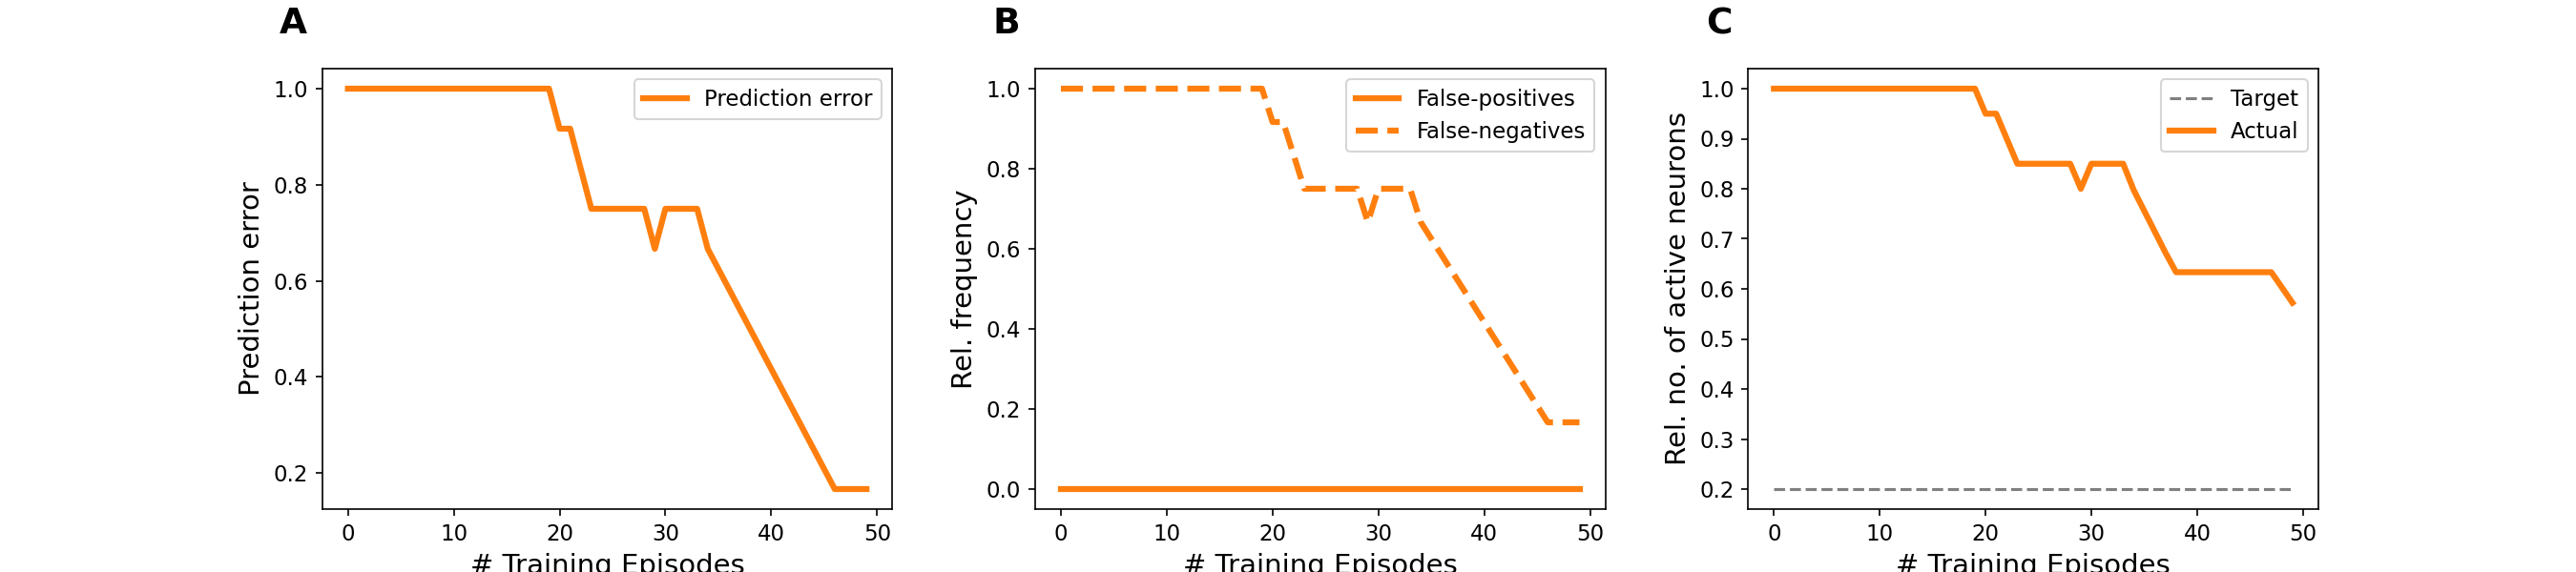 A
Prediction error
1.0
0.8
0.6
0.4
0.2
Prediction error
0 10 20 30 40 50
# Training Episodes
B
False-positives
False-negatives
1.0
0.8
0.6
0.4
0.2
0.0
Rel. frequency
0 10 20 30 40 50
# Training Episodes
C
Target
Actual
1.0
0.9
0.8
0.7
0.6
0.5
0.4
0.3
0.2
Rel. no. of active neurons
0 10 20 30 40 50
# Training Episodes